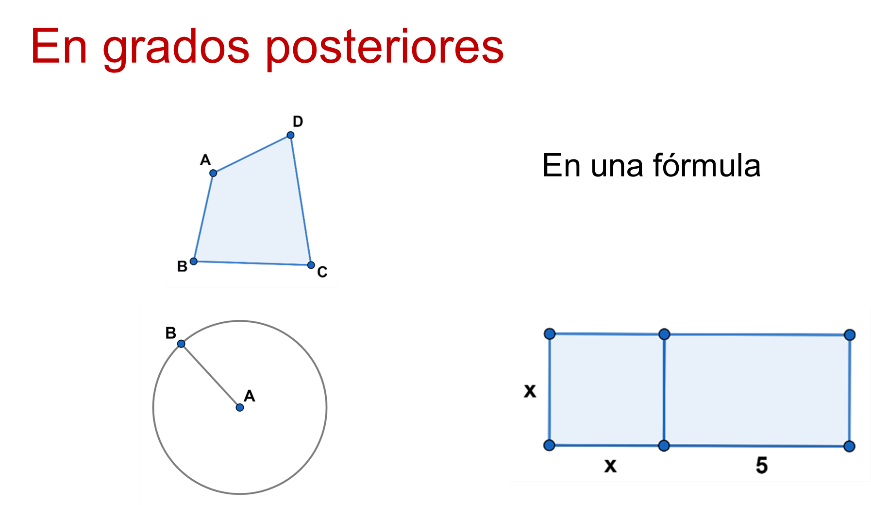 En grados posteriores
D
A
En una fórmula
B
C
B
A
x
x
5